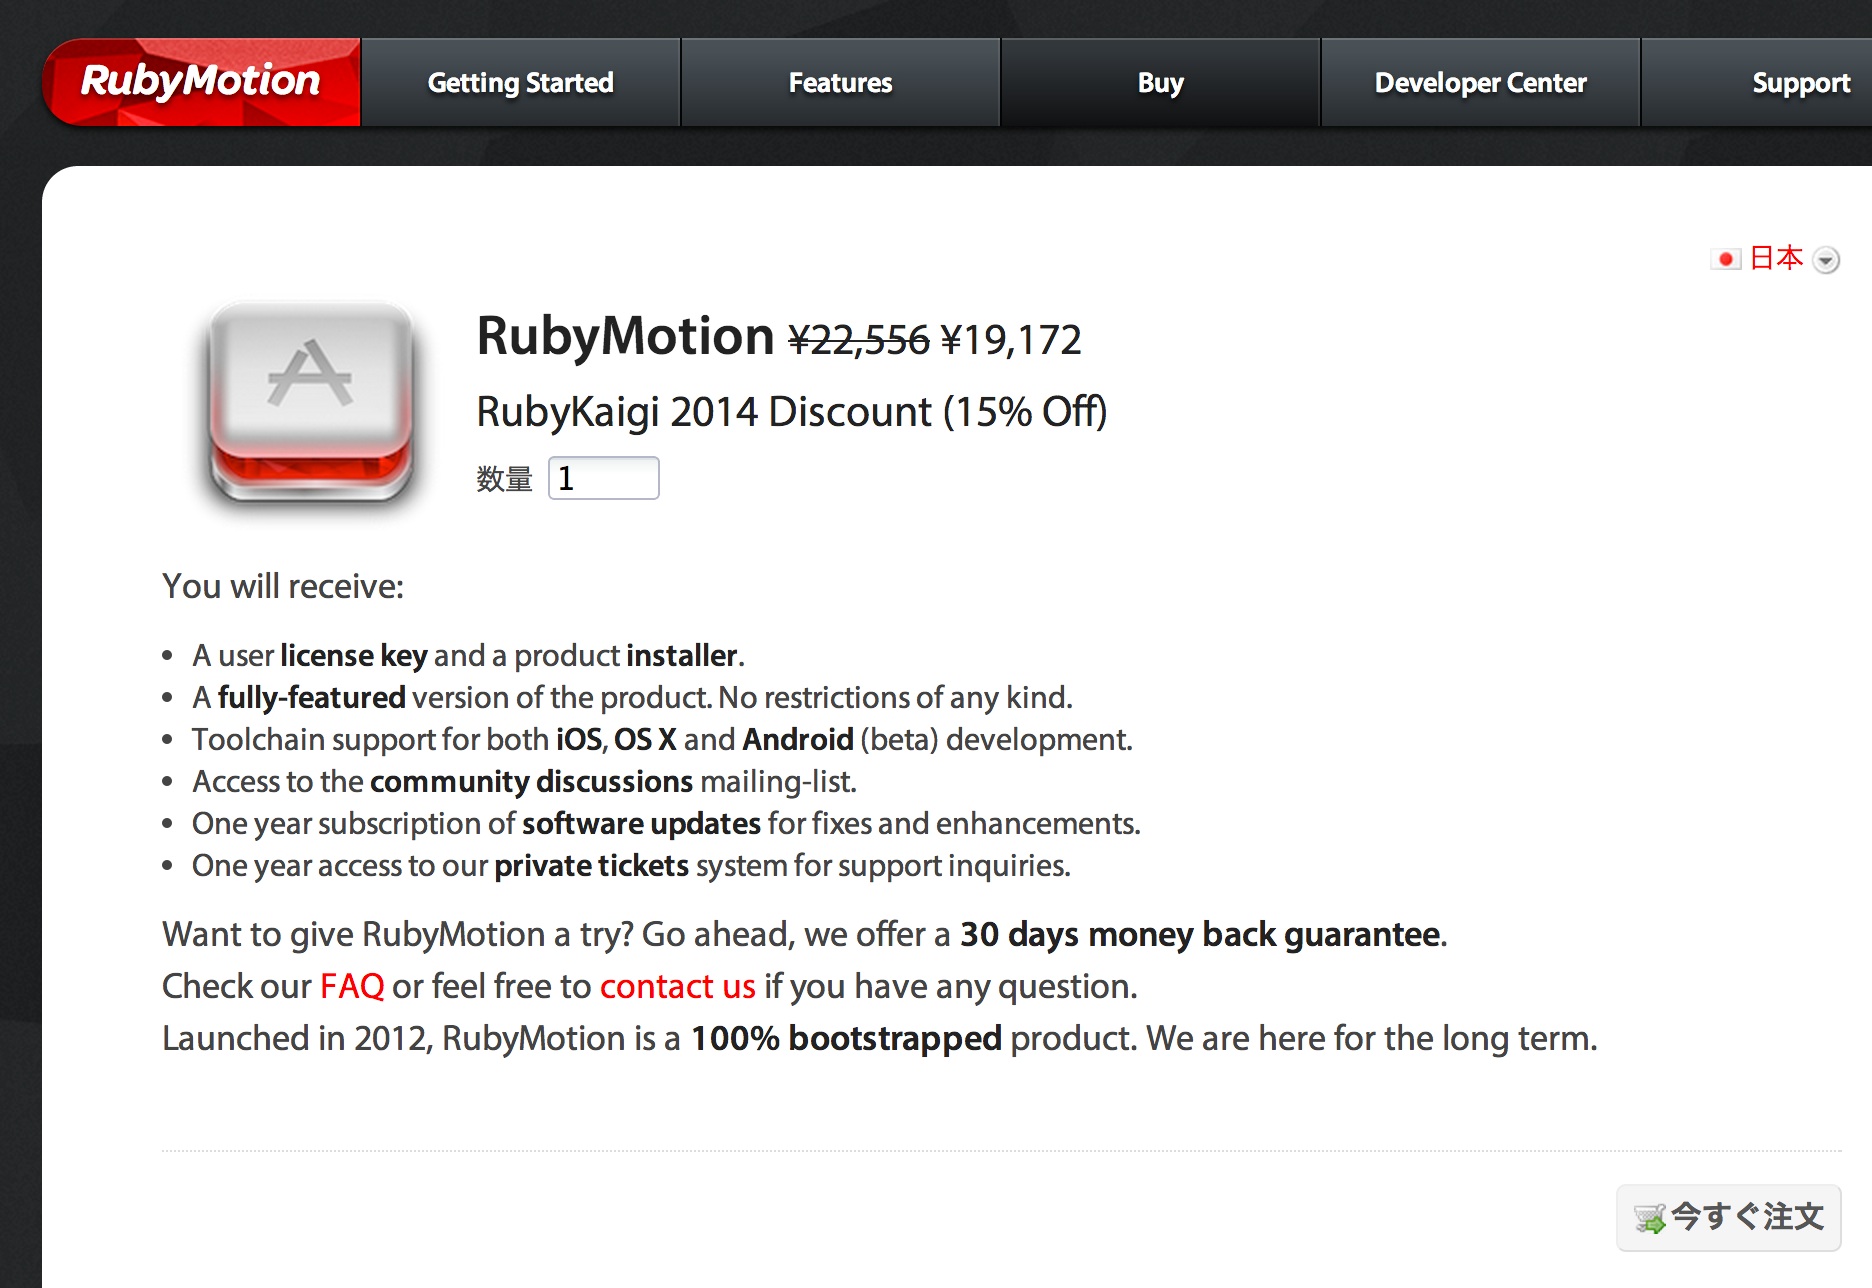 RubyMotion
Getting Started
Features
Buy
Developer Center
Support
日本
RubyMotion ¥22,556 ¥19,172
RubyKaigi 2014 Discount (15% Off)
数量 1
You will receive:
• A user license key and a product installer.
• A fully-featured version of the product. No restrictions of any kind.
• Toolchain support for both iOS, OS X and Android (beta) development.
• Access to the community discussions mailing-list.
• One year subscription of software updates for fixes and enhancements.
• One year access to our private tickets system for support inquiries.
Want to give RubyMotion a try? Go ahead, we offer a 30 days money back guarantee.
Check our FAQ or feel free to contact us if you have any question.
Launched in 2012, RubyMotion is a 100% bootstrapped product. We are here for the long term.
今すぐ注文